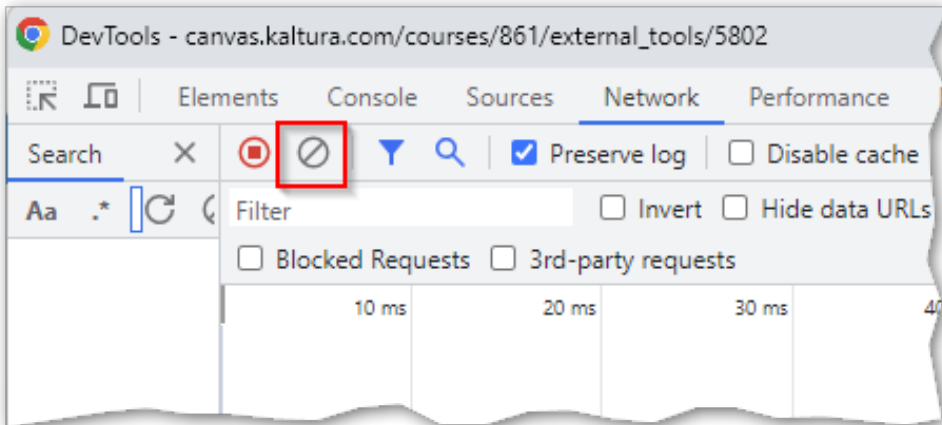 DevTools - canvas.kaltura.com/courses/861/external_tools/5802
Elements Console Sources Network Performance
Search Preserve log Disable cache
Aa .* Filter Invert Hide data URLs
Blocked Requests 3rd-party requests
10 ms 20 ms 30 ms